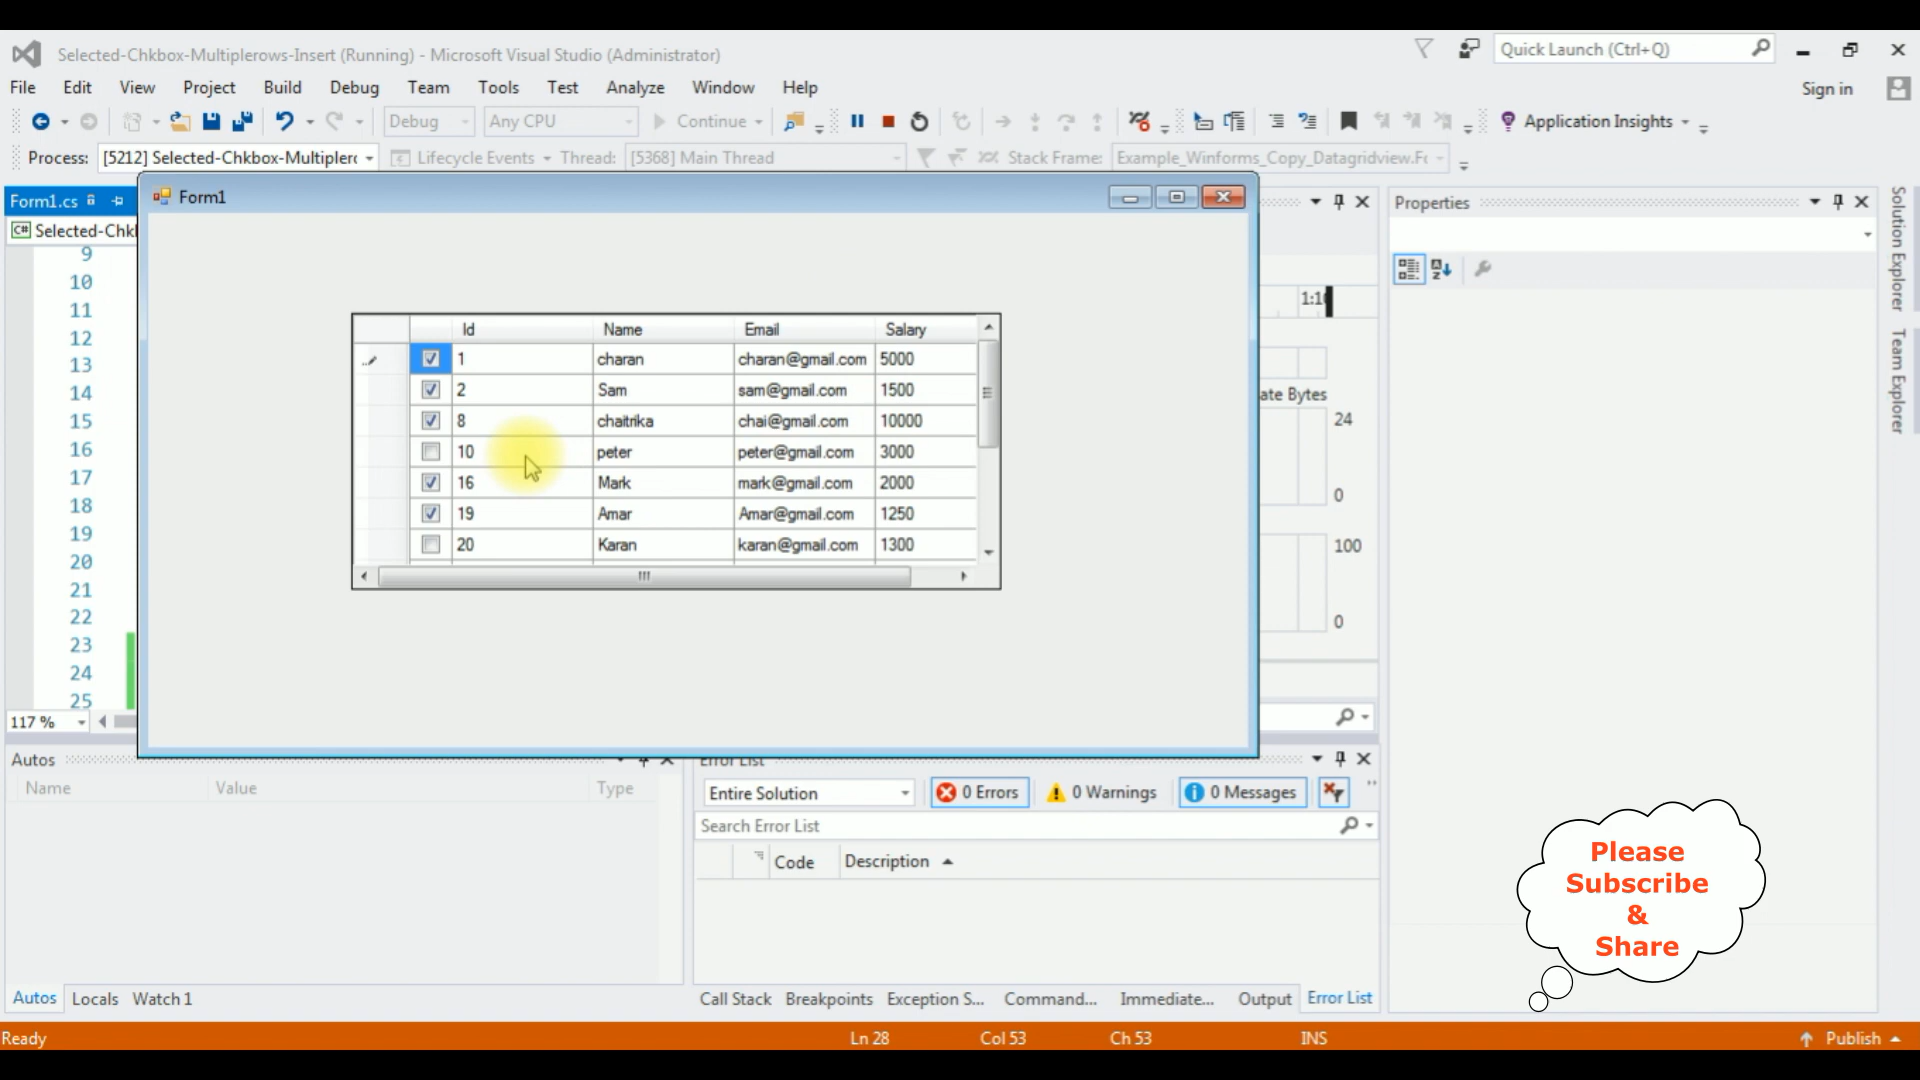 Selected-Chkbox-Multiplerows-Insert (Running) - Microsoft Visual Studio (Administrator)
Quick Launch (Ctrl+Q)
File Edit View Project Build Debug Team Tools Test Analyze Window Help
Sign in
Debug Any CPU Continue Application Insights
Process: [5212] Selected-Chkbox-Multipler Lifecycle Events Thread: [5368] Main Thread Stack Frame: Example_Winforms_Copy_Datagridview.Fo
Form1.cs
Form1
Properties
Selected-Chkb
Solution Explorer
Team Explorer
9
10
11
12
13
14
15
16
17
18
19
20
21
22
23
24
25
Id Name Email Salary
1 charan charan@gmail.com 5000
2 Sam sam@gmail.com 1500
8 chaitrika chai@gmail.com 10000
10 peter peter@gmail.com 3000
16 Mark mark@gmail.com 2000
19 Amar Amar@gmail.com 1250
20 Karan karan@gmail.com 1300
ate Bytes
24
0
100
0
117 %
Autos
Name Value Type
Error List
Entire Solution 0 Errors 0 Warnings 0 Messages
Search Error List
Code Description
Please
Subscribe
&
Share
Autos Locals Watch 1
Call Stack Breakpoints Exception S... Command... Immediate... Output Error List
Ready Ln 28 Col 53 Ch 53 INS Publish